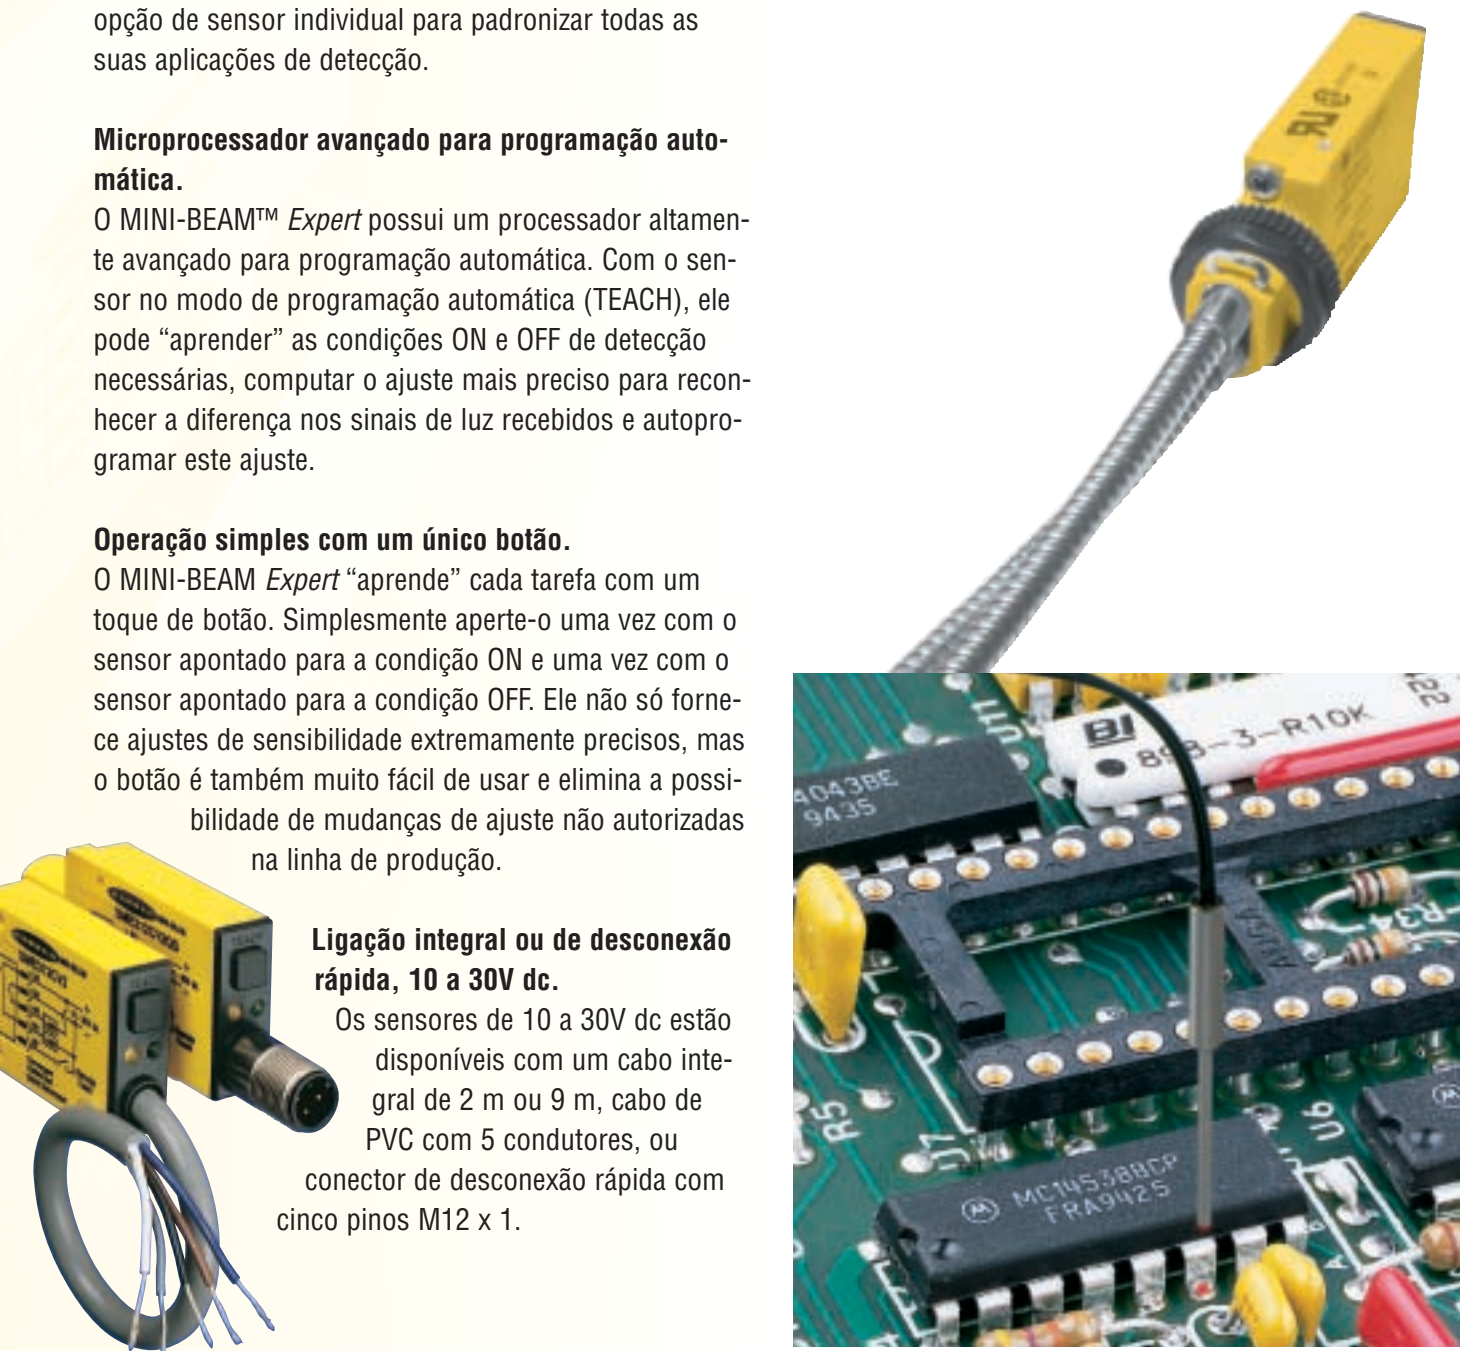 opção de sensor individual para padronizar todas as
suas aplicações de detecção.
Microprocessador avançado para programação auto-
mática.
O MINI-BEAM™ Expert possui um processador altamen-
te avançado para programação automática. Com o sen-
sor no modo de programação automática (TEACH), ele
pode “aprender” as condições ON e OFF de detecção
necessárias, computar o ajuste mais preciso para recon-
hecer a diferença nos sinais de luz recebidos e autopro-
gramar este ajuste.
Operação simples com um único botão.
O MINI-BEAM Expert “aprende” cada tarefa com um
toque de botão. Simplesmente aperte-o uma vez com o
sensor apontado para a condição ON e uma vez com o
sensor apontado para a condição OFF. Ele não só forne-
ce ajustes de sensibilidade extremamente precisos, mas
o botão é também muito fácil de usar e elimina a possi-
bilidade de mudanças de ajuste não autorizadas
na linha de produção.
Ligação integral ou de desconexão
rápida, 10 a 30V dc.
Os sensores de 10 a 30V dc estão
disponíveis com um cabo inte-
gral de 2 m ou 9 m, cabo de
PVC com 5 condutores, ou
conector de desconexão rápida com
cinco pinos M12 x 1.
U11
BI
898-3-R10K
4043BE
9435
R34
AUGAT
R5
U7
U6
MC14538BCP
FRA9425